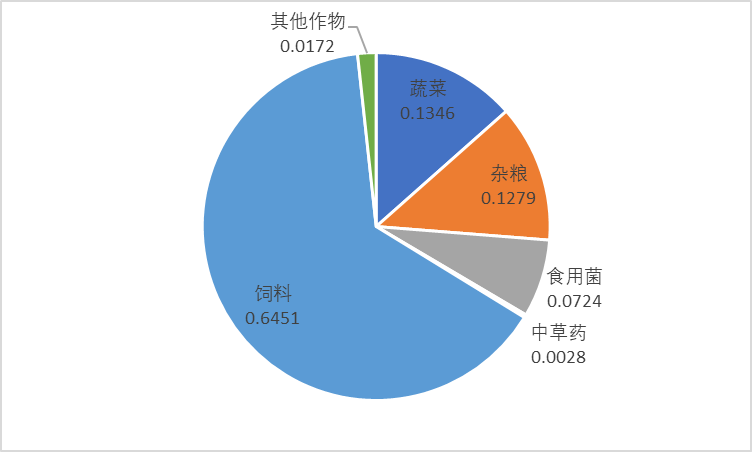 其他作物
0.0172
蔬菜
0.1346
杂粮
0.1279
食用菌
0.0724
中草药
0.0028
饲料
0.6451